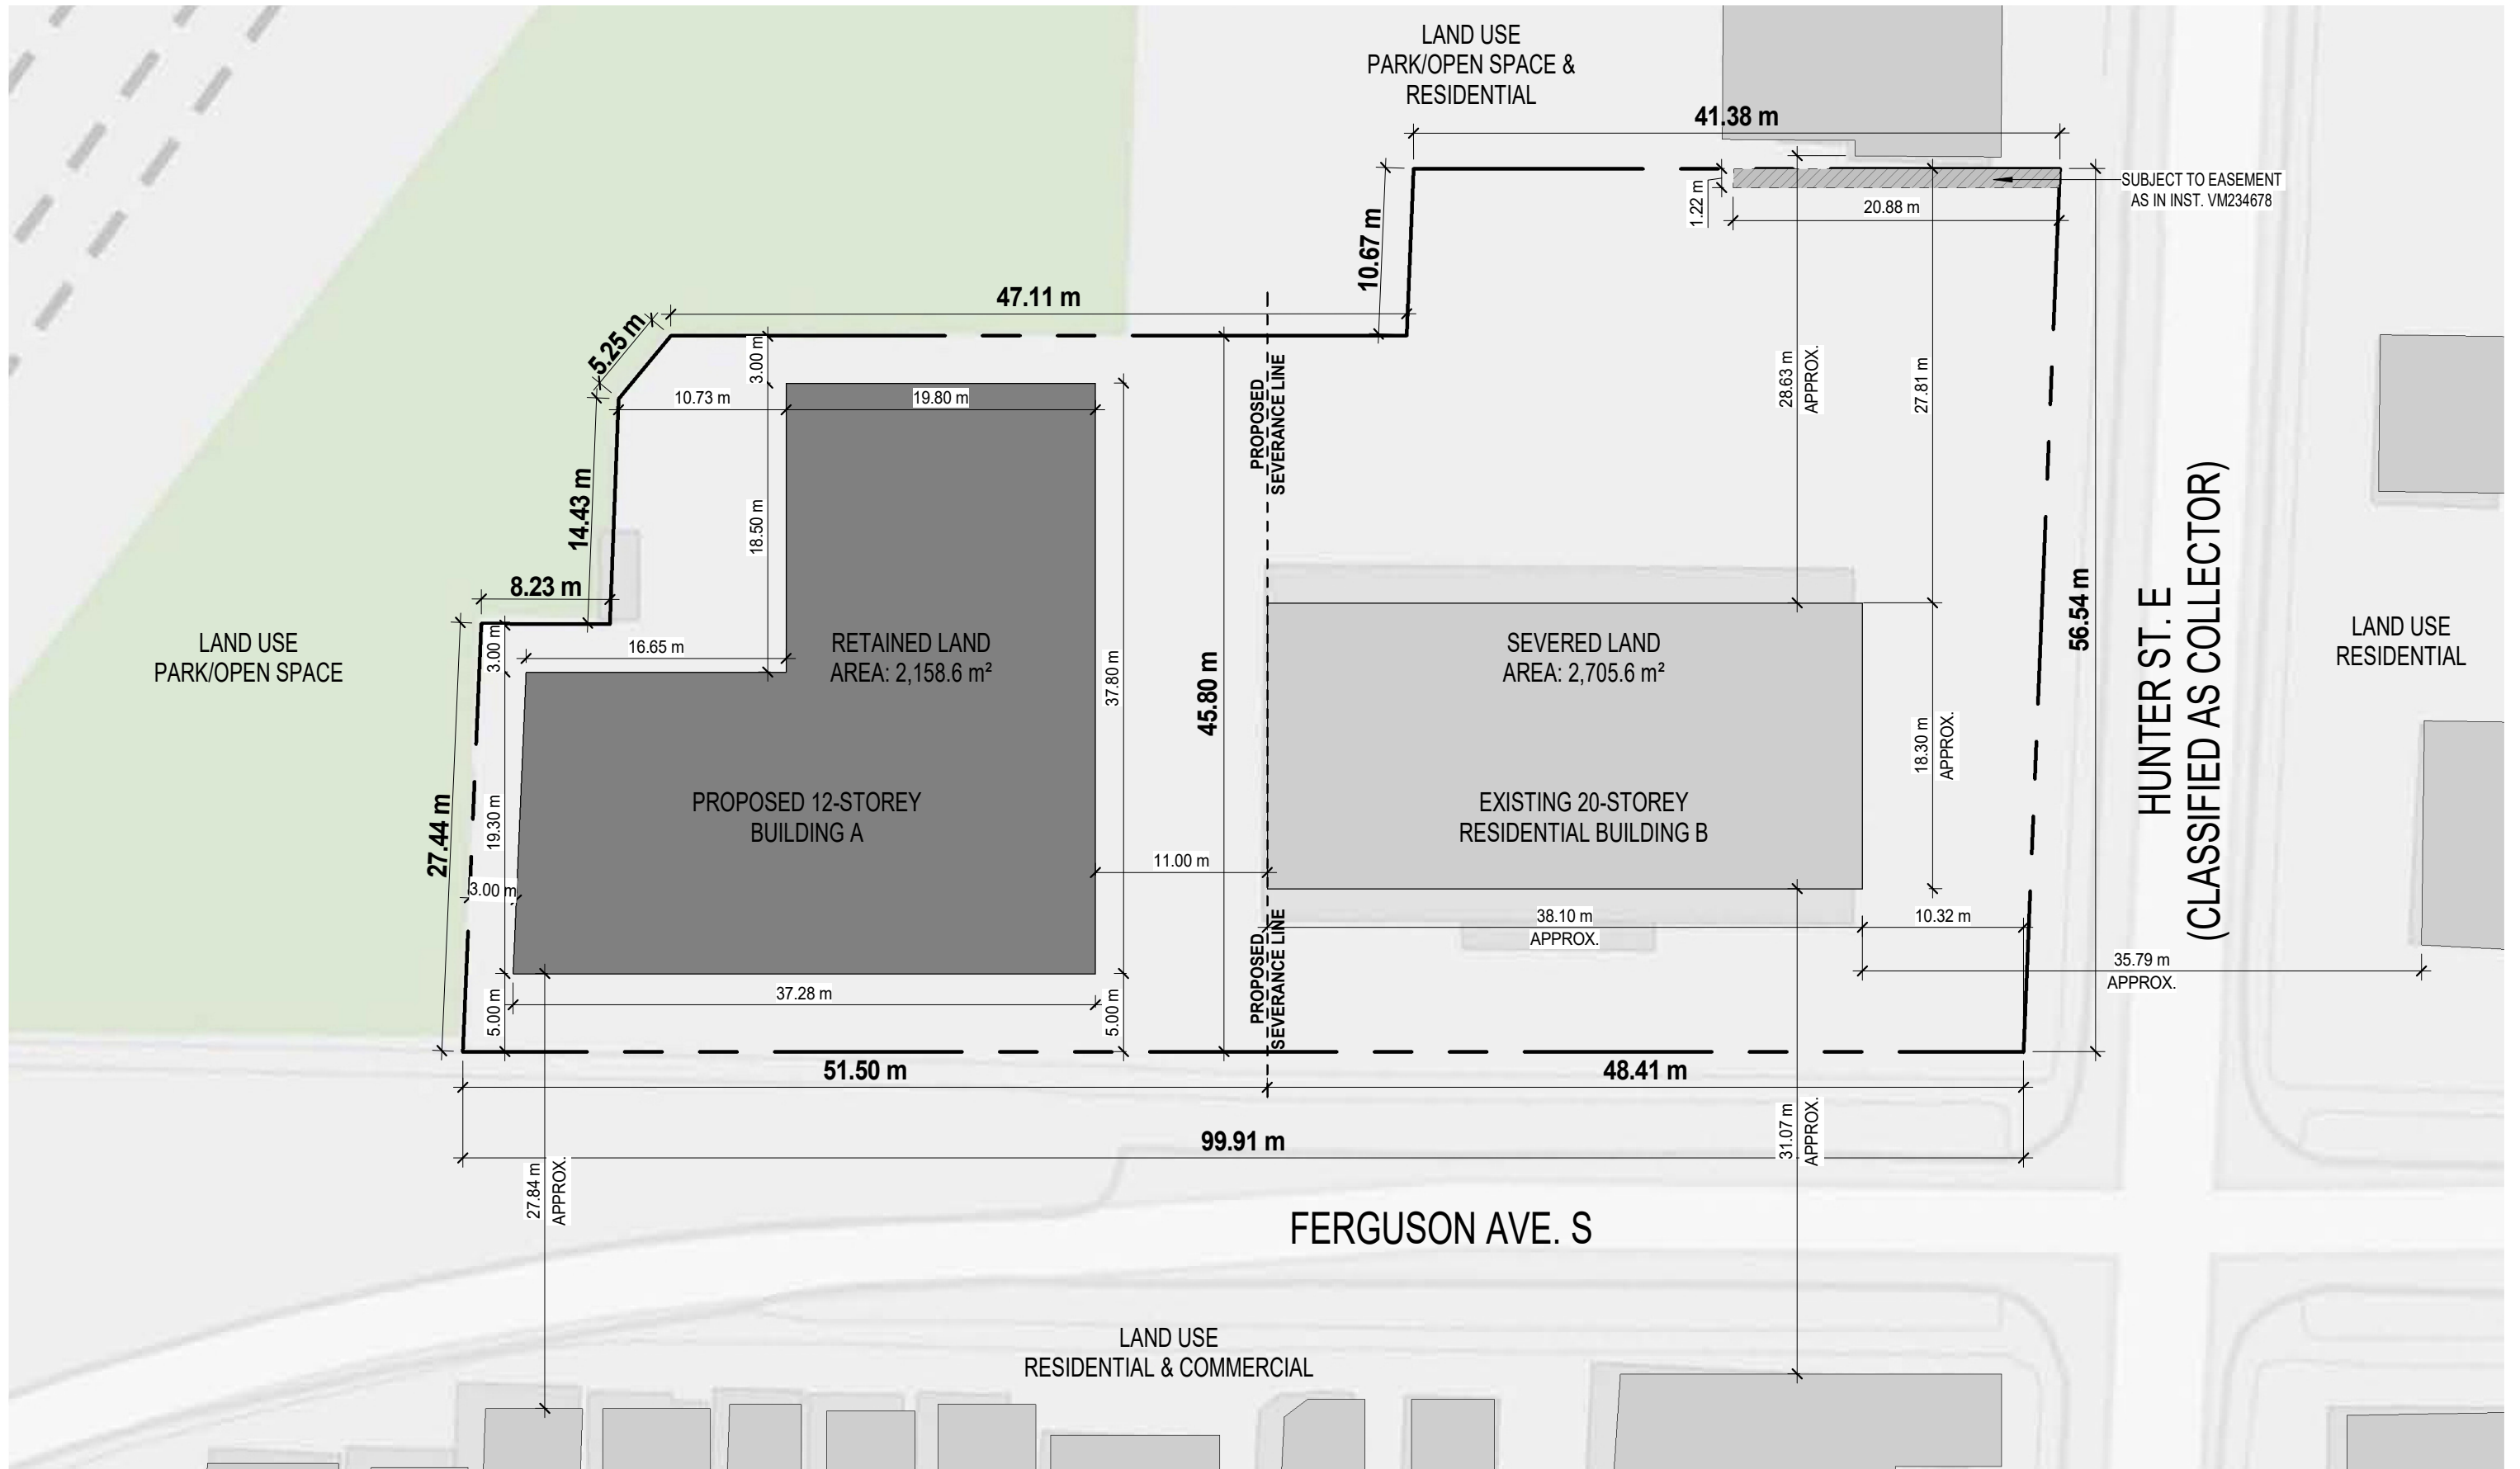 LAND USE
PARK/OPEN SPACE &
RESIDENTIAL
41.38 m
SUBJECT TO EASEMENT
AS IN INST. VM234678
1.22 m
20.88 m
10.67 m
47.11 m
5.25 m
3.00 m
10.73 m
19.80 m
PROPOSED
SEVERANCE LINE
28.63 m
APPROX.
27.81 m
14.43 m
18.50 m
8.23 m
LAND USE
PARK/OPEN SPACE
3.00 m
16.65 m
RETAINED LAND
AREA: 2,158.6 m²
37.80 m
45.80 m
SEVERED LAND
AREA: 2,705.6 m²
56.54 m
HUNTER ST. E
(CLASSIFIED AS COLLECTOR)
LAND USE
RESIDENTIAL
18.30 m
APPROX.
27.44 m
19.30 m
PROPOSED 12-STOREY
BUILDING A
EXISTING 20-STOREY
RESIDENTIAL BUILDING B
11.00 m
3.00 m
38.10 m
APPROX.
10.32 m
35.79 m
APPROX.
PROPOSED
SEVERANCE LINE
37.28 m
5.00 m
5.00 m
51.50 m
48.41 m
99.91 m
27.84 m
APPROX.
31.07 m
APPROX.
FERGUSON AVE. S
LAND USE
RESIDENTIAL & COMMERCIAL